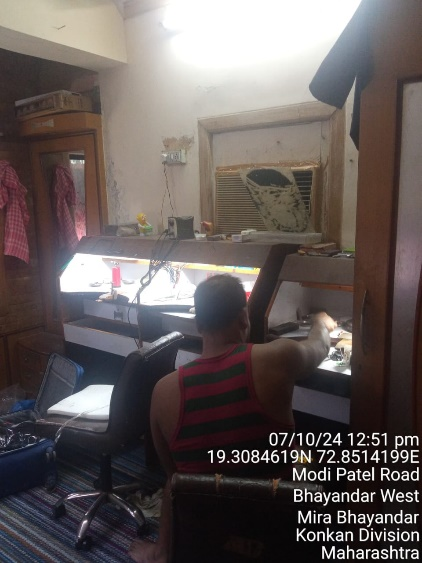 07/10/24 12:51 pm
19.3084619N 72.8514199E
Modi Patel Road
Bhayandar West
Mira Bhayandar
Konkan Division
Maharashtra